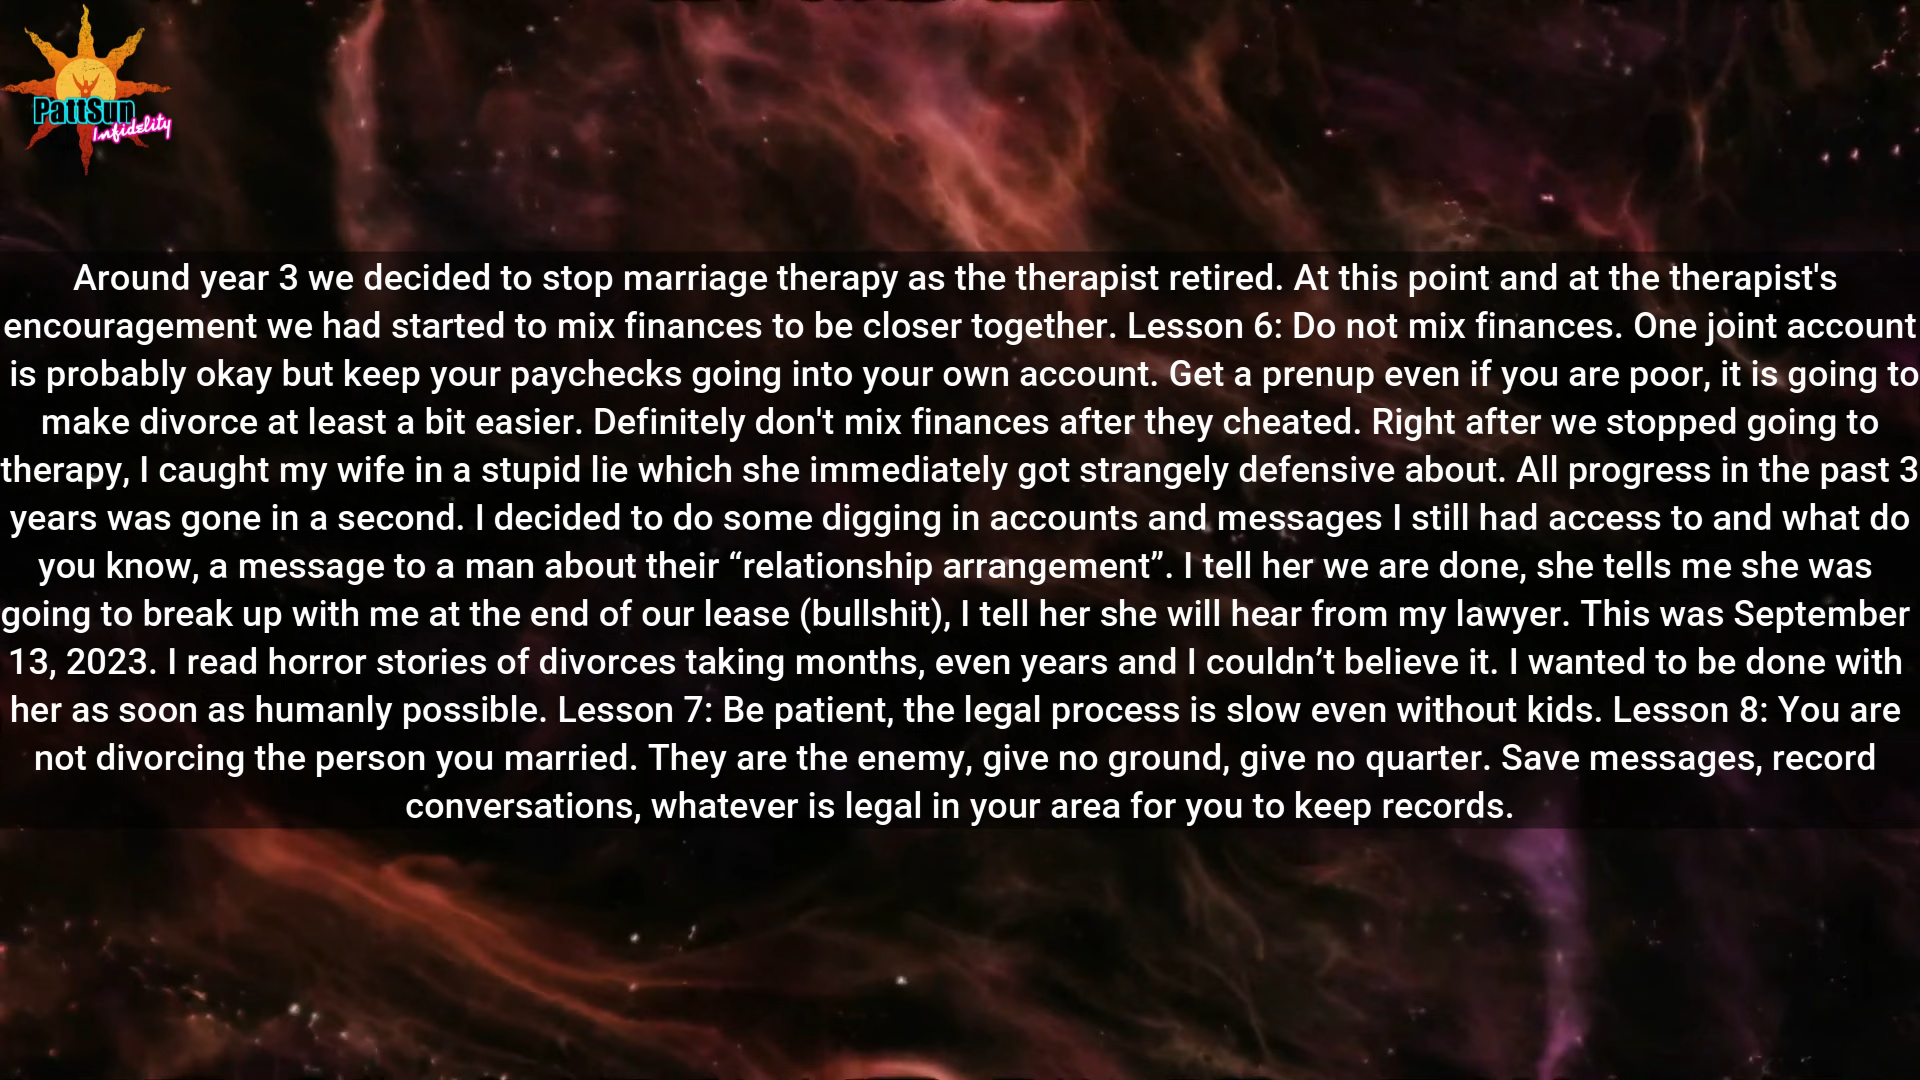 PattSun
Infidelity
Around year 3 we decided to stop marriage therapy as the therapist retired. At this point and at the therapist's
encouragement we had started to mix finances to be closer together. Lesson 6: Do not mix finances. One joint account
is probably okay but keep your paychecks going into your own account. Get a prenup even if you are poor, it is going to
make divorce at least a bit easier. Definitely don't mix finances after they cheated. Right after we stopped going to
therapy, I caught my wife in a stupid lie which she immediately got strangely defensive about. All progress in the past 3
years was gone in a second. I decided to do some digging in accounts and messages I still had access to and what do
you know, a message to a man about their “relationship arrangement”. I tell her we are done, she tells me she was
going to break up with me at the end of our lease (bullshit), I tell her she will hear from my lawyer. This was September
13, 2023. I read horror stories of divorces taking months, even years and I couldn’t believe it. I wanted to be done with
her as soon as humanly possible. Lesson 7: Be patient, the legal process is slow even without kids. Lesson 8: You are
not divorcing the person you married. They are the enemy, give no ground, give no quarter. Save messages, record
conversations, whatever is legal in your area for you to keep records.